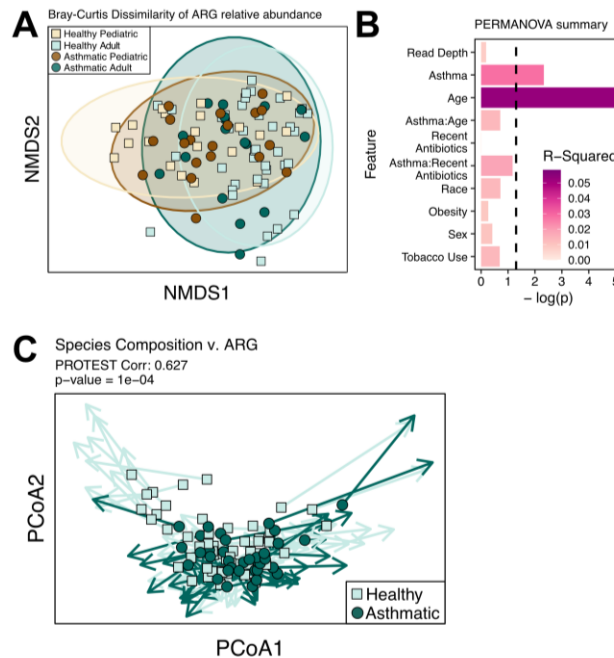 A
Bray-Curtis Dissimilarity of ARG relative abundance
Healthy Pediatric
Healthy Adult
Asthmatic Pediatric
Asthmatic Adult
NMDS2
NMDS1
B
PERMANOVA summary
Feature
Read Depth
Asthma
Age
Asthma:Age
Recent
Antibiotics
Asthma:Recent
Antibiotics
Race
Obesity
Sex
Tobacco Use
R-Squared
0.05
0.04
0.03
0.02
0.01
0.00
0 1 2 3 4 5
− log(p)
C
Species Composition v. ARG
PROTEST Corr: 0.627
p-value = 1e-04
PCoA2
Healthy
Asthmatic
PCoA1